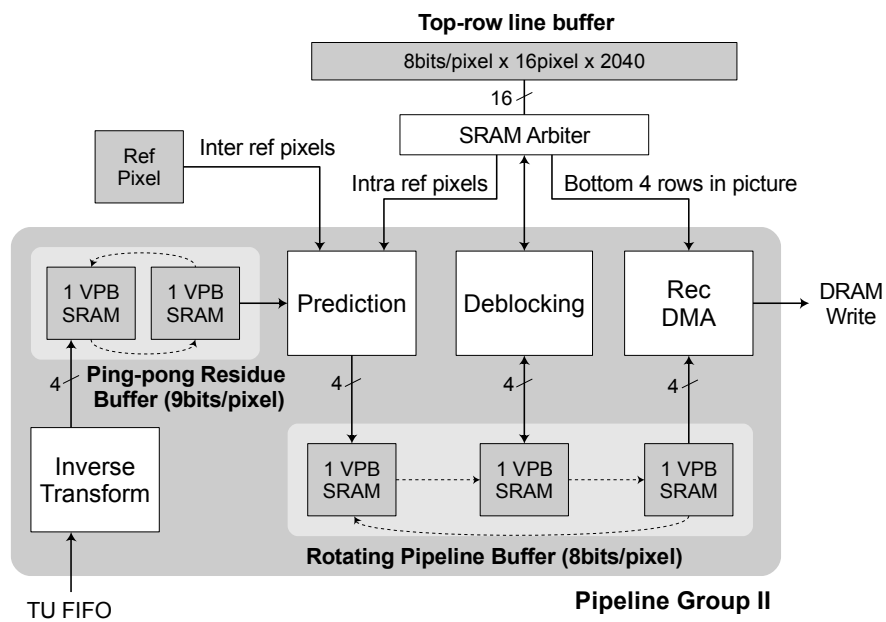 Top-row line buffer
8bits/pixel x 16pixel x 2040
16
SRAM Arbiter
Ref
Pixel
Inter ref pixels
Intra ref pixels
Bottom 4 rows in picture
1 VPB
SRAM
1 VPB
SRAM
Prediction
Deblocking
Rec
DMA
DRAM
Write
4
Ping-pong Residue
Buffer (9bits/pixel)
4
4
4
Inverse
Transform
1 VPB
SRAM
1 VPB
SRAM
1 VPB
SRAM
Rotating Pipeline Buffer (8bits/pixel)
TU FIFO
Pipeline Group II